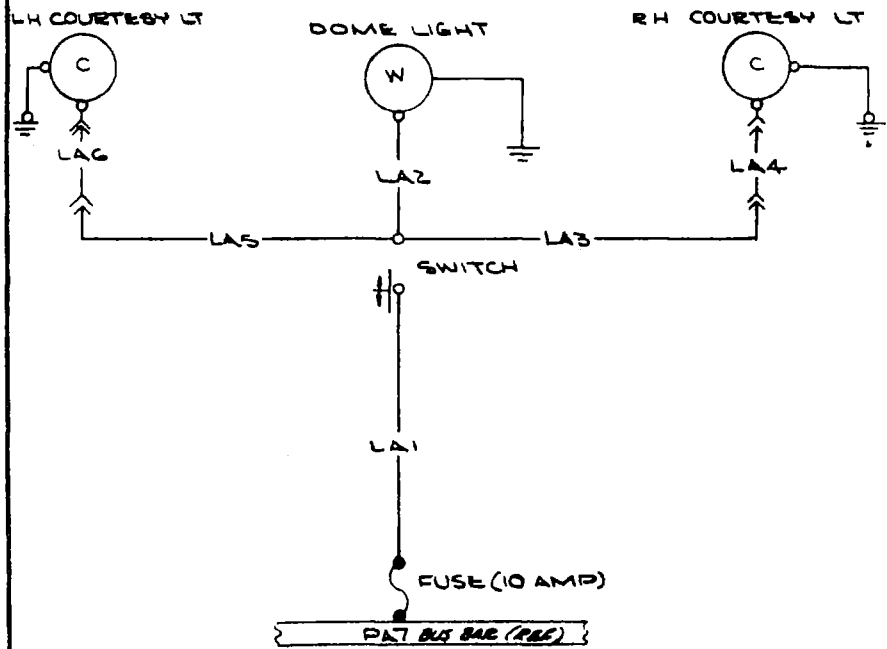 LH COURTESY LT
DOME LIGHT
RH COURTESY LT
C
W
C
LA6
LA2
LA4
LA5
LA3
SWITCH
LA1
FUSE (10 AMP)
PA7 BUS BAR (REF)